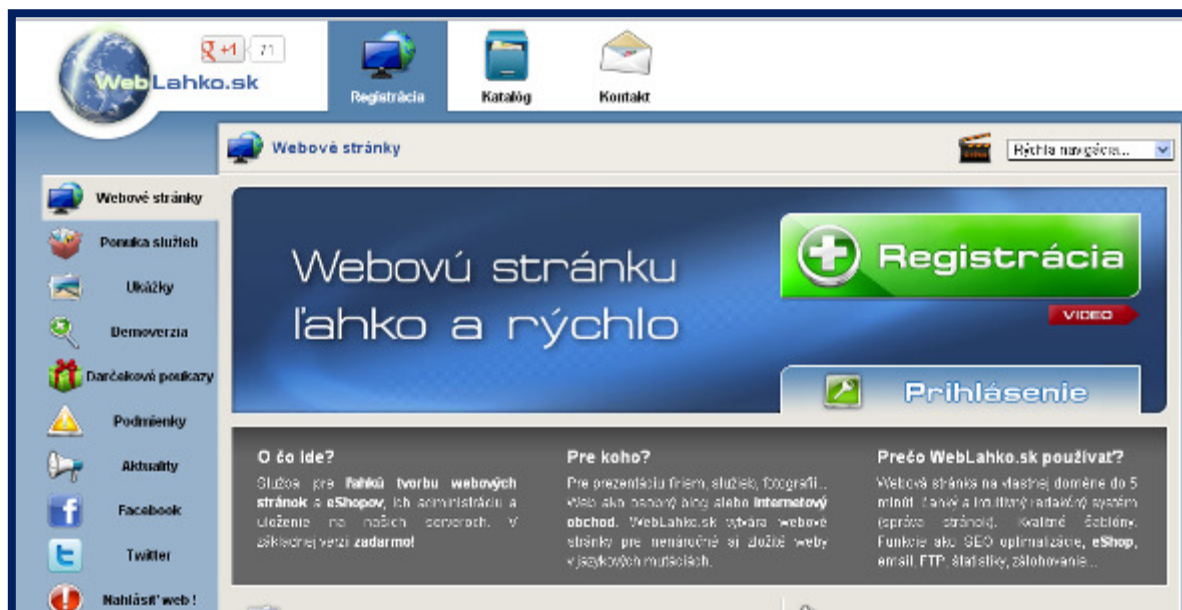 +1 71
WebLahko.sk
Registrácia Katalóg Kontakt
Webové stránky
Rýchla navigácia...
Webové stránky
Ponuka služieb
Ukážky
Demoverzia
Darčekové poukazy
Podmienky
Aktuality
Facebook
Twitter
Nahlásiť web !
Webovú stránku
ľahko a rýchlo
Registrácia
VIDEO
Prihlásenie
O čo ide?
Služba pre ľahkú tvorbu webových
stránok a eShopov, ich administráciu a
uloženie na našich serveroch. V
základnej verzii zadarmo!
Pre koho?
Pre prezentáciu firiem, služieb, fotografií...
Web ako osobný blog alebo internetový
obchod. WebLahko.sk vytvára webové
stránky pre nenáročné aj zložité weby
v jazykových mutáciách.
Prečo WebLahko.sk používať?
Webová stránka na vlastnej doméne do 5
minút. Ľahký a intuitívny redakčný systém
(správa stránok). Kvalitné šablóny.
Funkcie ako SEO optimalizácie, eShop,
email, FTP, štatistiky, zálohovanie...